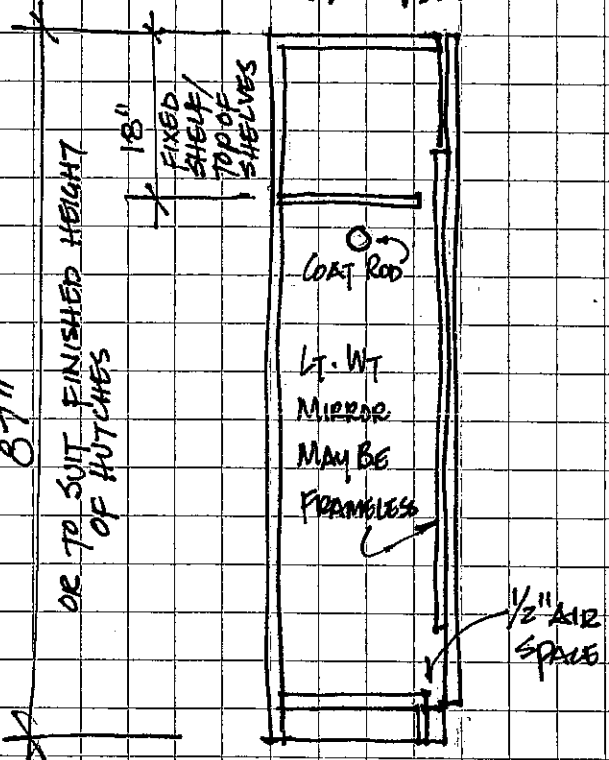 18"
FIXED
SHELF/
TOP OF
SHELVES
87"
OR TO SUIT FINISHED HEIGHT
OF HUTCHES
COAT ROD
LT. WT
MIRROR
MAY BE
FRAMELESS
1/2" AIR
SPACE